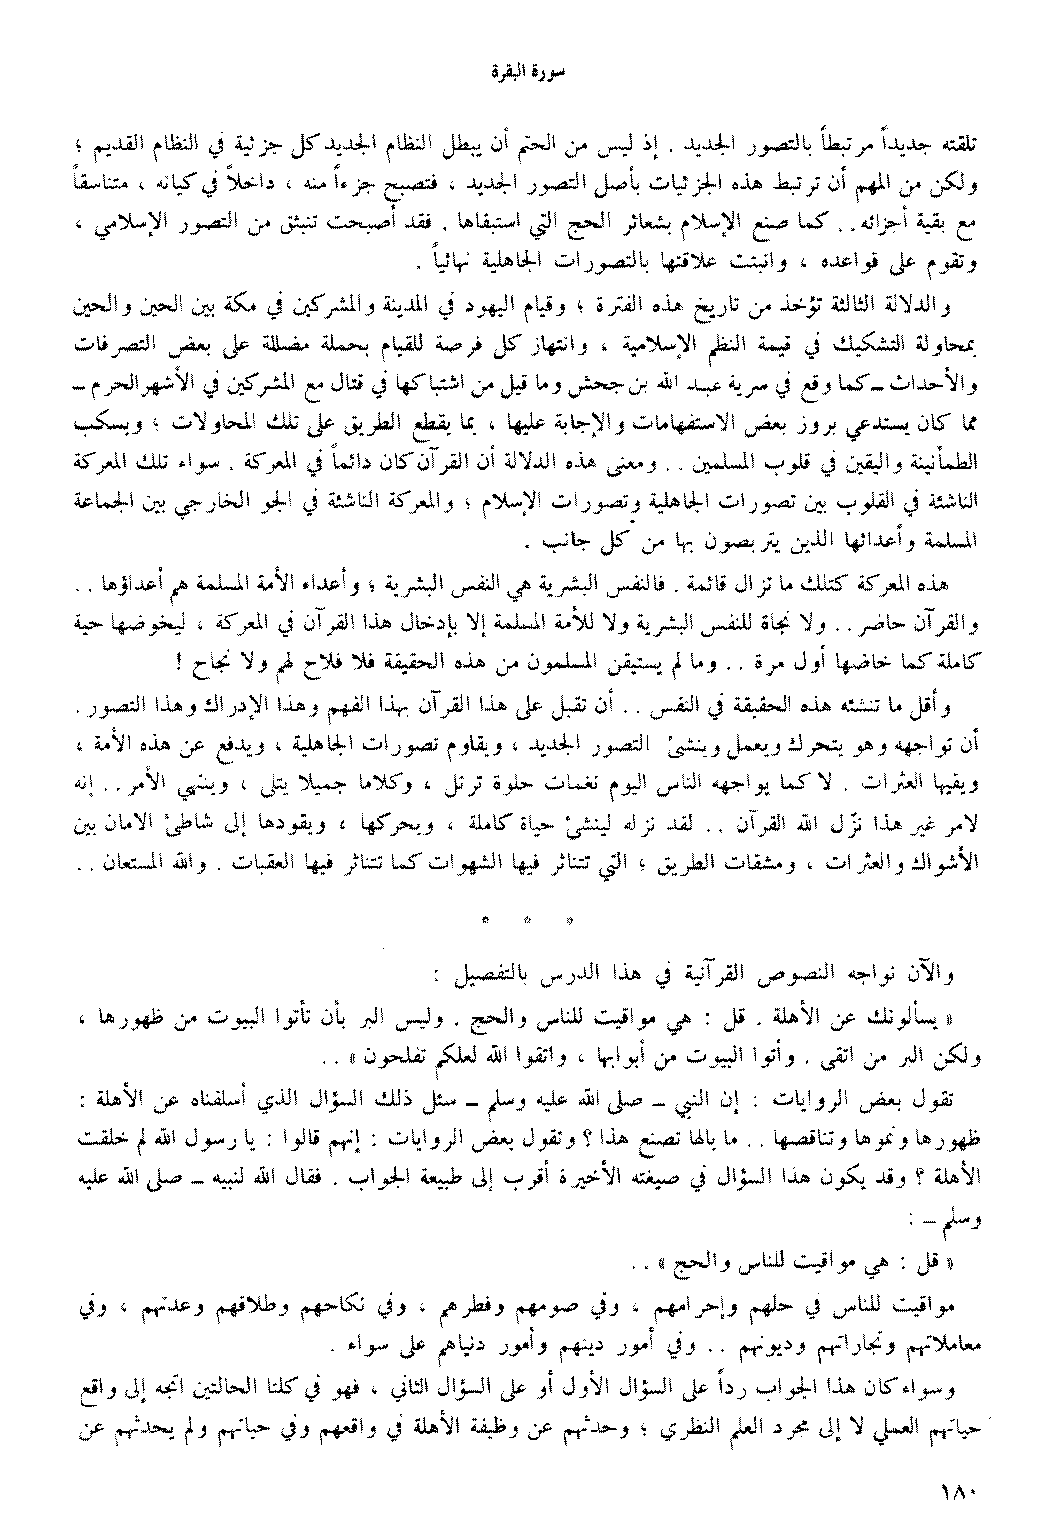 سورة البقرة
تلقته جديداً مرتبطاً بالتصور الجديد . إذ ليس من الحتم أن يبطل النظام الجديد كل جزئية في النظام القديم ؛
ولكن من المهم أن ترتبط هذه الجزئيات بأصل التصور الجديد ، فتصبح جزءاً منه ، داخلاً في كيانه ، متناسقاً
مع بقية أجزائه .. كما صنع الإسلام بشعائر الحج التي استبقاها . فقد أصبحت تنبثق من التصور الإسلامي ،
وتقوم على قواعده ، وانبتت علاقتها بالتصورات الجاهلية نهائياً .
والدلالة الثالثة تؤخذ من تاريخ هذه الفترة ؛ وقيام اليهود في المدينة والمشركين في مكة بين الحين والحين
بمحاولة التشكيك في قيمة النظم الإسلامية ، وانتهاز كل فرصة للقيام بحملة مضللة على بعض التصرفات
والأحداث – كما وقع في سرية عبد الله بن جحش وما قيل من اشتباكها في قتال مع المشركين في الأشهر الحرم –
مما كان يستدعي بروز بعض الاستفهامات والإجابة عليها ، بما يقطع الطريق على تلك المحاولات ؛ ويسكب
الطمأنينة واليقين في قلوب المسلمين .. ومعنى هذه الدلالة أن القرآن كان دائماً في المعركة . سواء تلك المعركة
الناشئة في القلوب بين تصورات الجاهلية وتصورات الإسلام ؛ والمعركة الناشئة في الجو الخارجي بين الجماعة
المسلمة وأعدائها الذين يتربصون بها من كل جانب .
هذه المعركة كتلك ما تزال قائمة . فالنفس البشرية هي النفس البشرية ؛ وأعداء الأمة المسلمة هم أعداؤها ..
والقرآن حاضر .. ولا نجاة للنفس البشرية ولا للأمة المسلمة إلا بإدخال هذا القرآن في المعركة ، ليخوضها حية
كاملة كما خاضها أول مرة .. وما لم يستيقن المسلمون من هذه الحقيقة فلا فلاح لهم ولا نجاح !
وأقل ما تنشئه هذه الحقيقة في النفس .. أن تقبل على هذا القرآن بهذا الفهم وهذا الإدراك وهذا التصور .
أن تواجهه وهو يتحرك ويعمل وينشئ التصور الجديد ، ويقاوم تصورات الجاهلية ، ويدفع عن هذه الأمة ،
ويقيها العثرات . لا كما يواجهه الناس اليوم نغمات حلوة ترتل ، وكلاما جميلا يتلى ، وينتهي الأمر .. إنه
لامر غير هذا نزّل الله القرآن .. لقد نزله لينشئ حياة كاملة ، ويحركها ، ويقودها إلى شاطئ الامان بين
الأشواك والعثرات ، ومشقات الطريق ؛ التي تتناثر فيها الشهوات كما تتناثر فيها العقبات . والله المستعان ..
* * *
والآن نواجه النصوص القرآنية في هذا الدرس بالتفصيل :
« يسألونك عن الأهلة . قل : هي مواقيت للناس والحج . وليس البر بأن تأتوا البيوت من ظهورها ،
ولكن البر من اتقى . وأتوا البيوت من أبوابها ، واتقوا الله لعلكم تفلحون » ..
تقول بعض الروايات : إن النبي – صلى الله عليه وسلم – سئل ذلك السؤال الذي أسلفناه عن الأهلة :
ظهورها ونموها وتناقصها .. ما بالها تصنع هذا ؟ وتقول بعض الروايات : إنهم قالوا : يا رسول الله لم خلقت
الأهلة ؟ وقد يكون هذا السؤال في صيغته الأخيرة أقرب إلى طبيعة الجواب . فقال الله لنبيه – صلى الله عليه
وسلم – :
« قل : هي مواقيت للناس والحج » ..
مواقيت للناس في حلهم وإحرامهم ، وفي صومهم وفطرهم ، وفي نكاحهم وطلاقهم وعدتهم ، وفي
معاملاتهم وتجاراتهم وديونهم .. وفي أمور دينهم وأمور دنياهم على سواء .
وسواء كان هذا الجواب رداً على السؤال الأول أو على السؤال الثاني ، فهو في كلتا الحالتين اتجه إلى واقع
حياتهم العملي لا إلى مجرد العلم النظري ؛ وحدثهم عن وظيفة الأهلة في واقعهم وفي حياتهم ولم يحدثهم عن
١٨٠